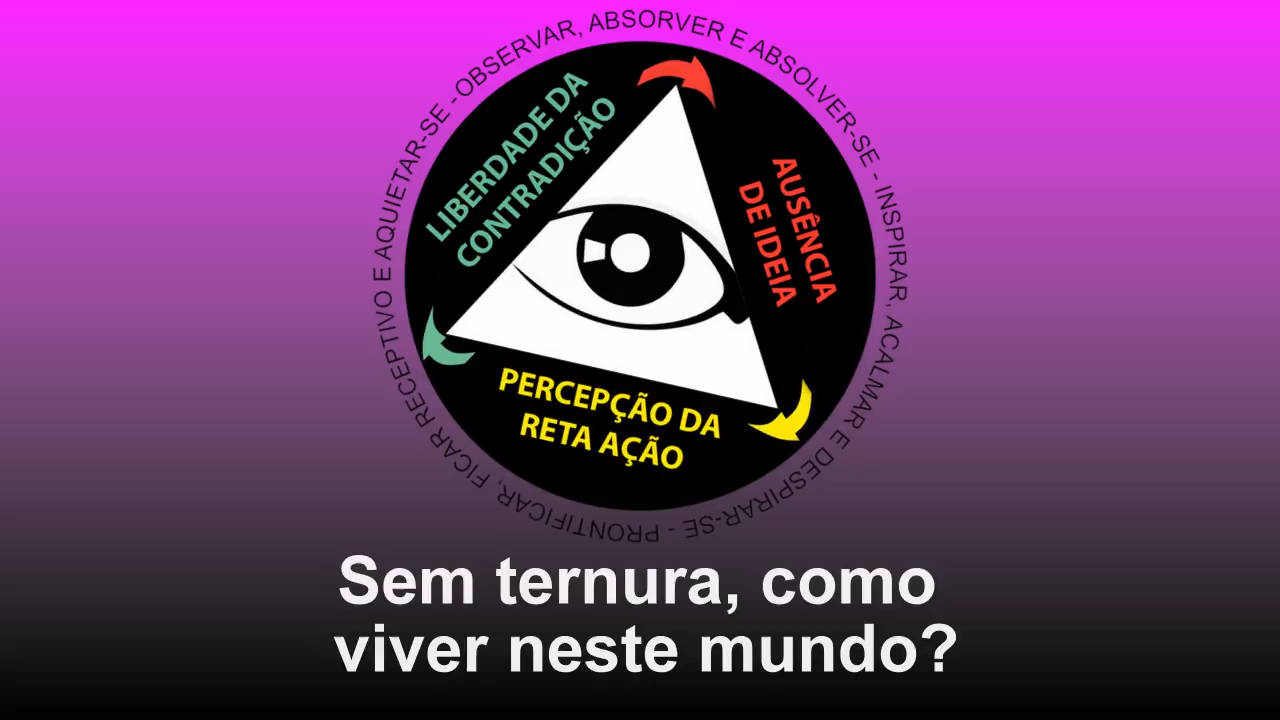 OBSERVAR, ABSORVER E ABSOLVER-SE - INSPIRAR, ACALMAR E DESPIRAR-SE - PRONTIFICAR, FICAR RECEPTIVO E AQUIETAR-SE -
LIBERDADE DA
CONTRADIÇÃO
AUSÊNCIA
DE IDEIA
PERCEPÇÃO DA
RETA AÇÃO
Sem ternura, como
viver neste mundo?